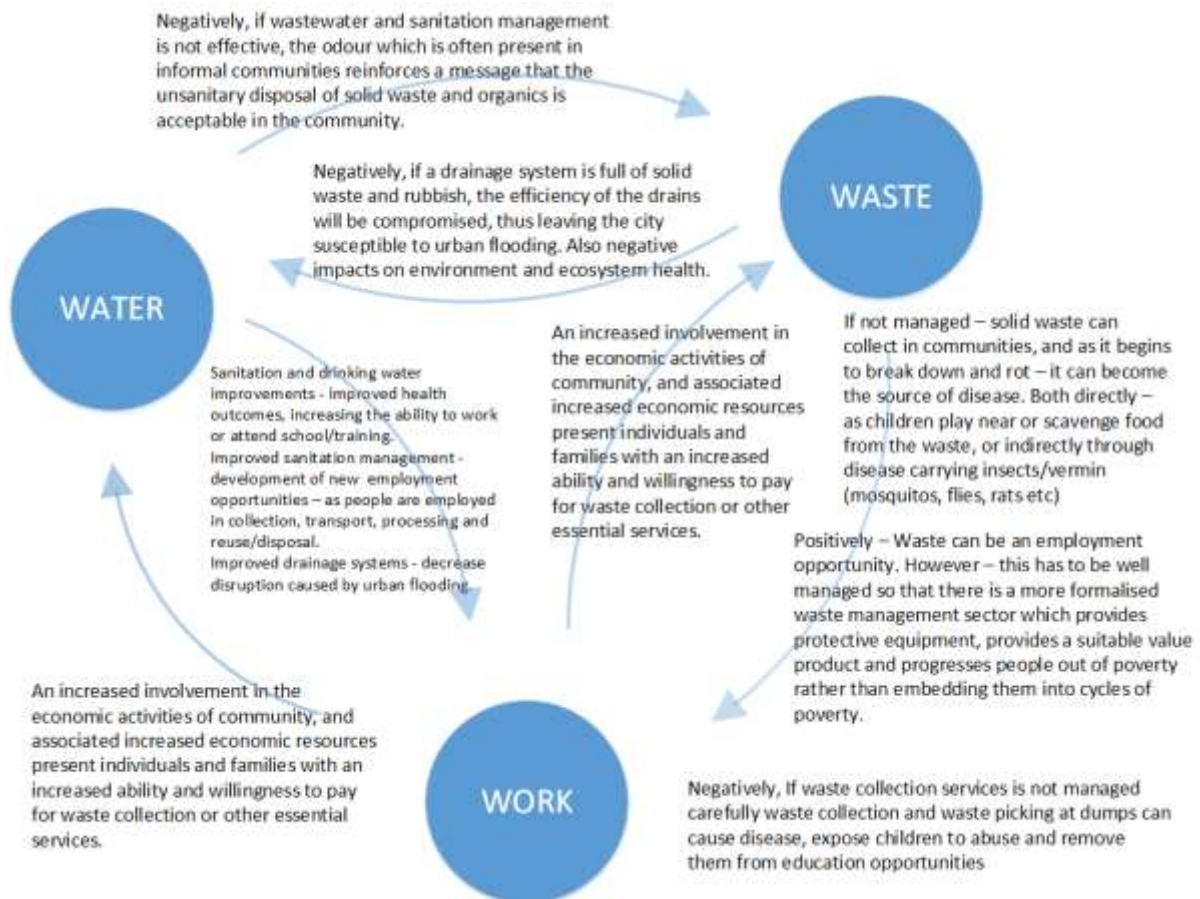 Negatively, if wastewater and sanitation management
is not effective, the odour which is often present in
informal communities reinforces a message that the
unsanitary disposal of solid waste and organics is
acceptable in the community.
WASTE
Negatively, if a drainage system is full of solid
waste and rubbish, the efficiency of the drains
will be compromised, thus leaving the city
susceptible to urban flooding. Also negative
impacts on environment and ecosystem health.
WATER
Sanitation and drinking water
improvements - improved health
outcomes, increasing the ability to work
or attend school/training.
Improved sanitation management -
development of new employment
opportunities – as people are employed
in collection, transport, processing and
reuse/disposal.
Improved drainage systems - decrease
disruption caused by urban flooding.
An increased involvement in
the economic activities of
community, and associated
increased economic resources
present individuals and
families with an increased
ability and willingness to pay
for waste collection or other
essential services.
If not managed – solid waste can
collect in communities, and as it begins
to break down and rot – it can become
the source of disease. Both directly –
as children play near or scavenge food
from the waste, or indirectly through
disease carrying insects/vermin
(mosquitos, flies, rats etc)
Positively – Waste can be an employment
opportunity. However – this has to be well
managed so that there is a more formalised
waste management sector which provides
protective equipment, provides a suitable value
product and progresses people out of poverty
rather than embedding them into cycles of
poverty.
An increased involvement in the
economic activities of community, and
associated increased economic resources
present individuals and families with an
increased ability and willingness to pay
for waste collection or other essential
services.
WORK
Negatively, If waste collection services is not managed
carefully waste collection and waste picking at dumps can
cause disease, expose children to abuse and remove
them from education opportunities